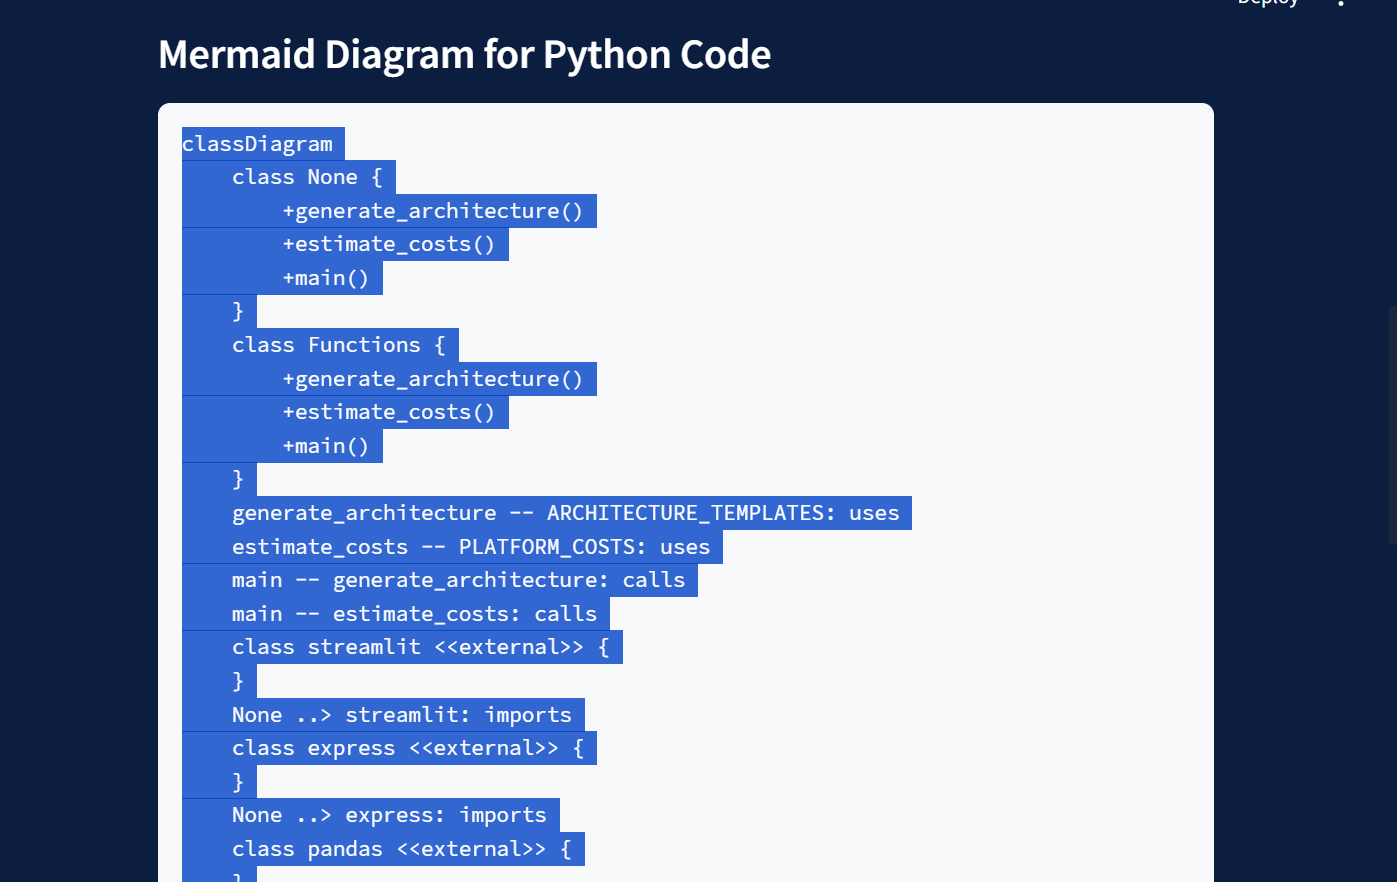 Deploy
Mermaid Diagram for Python Code
classDiagram
    class None {
        +generate_architecture()
        +estimate_costs()
        +main()
    }
    class Functions {
        +generate_architecture()
        +estimate_costs()
        +main()
    }
    generate_architecture -- ARCHITECTURE_TEMPLATES: uses
    estimate_costs -- PLATFORM_COSTS: uses
    main -- generate_architecture: calls
    main -- estimate_costs: calls
    class streamlit <<external>> {
    }
    None ..> streamlit: imports
    class express <<external>> {
    }
    None ..> express: imports
    class pandas <<external>> {
    }